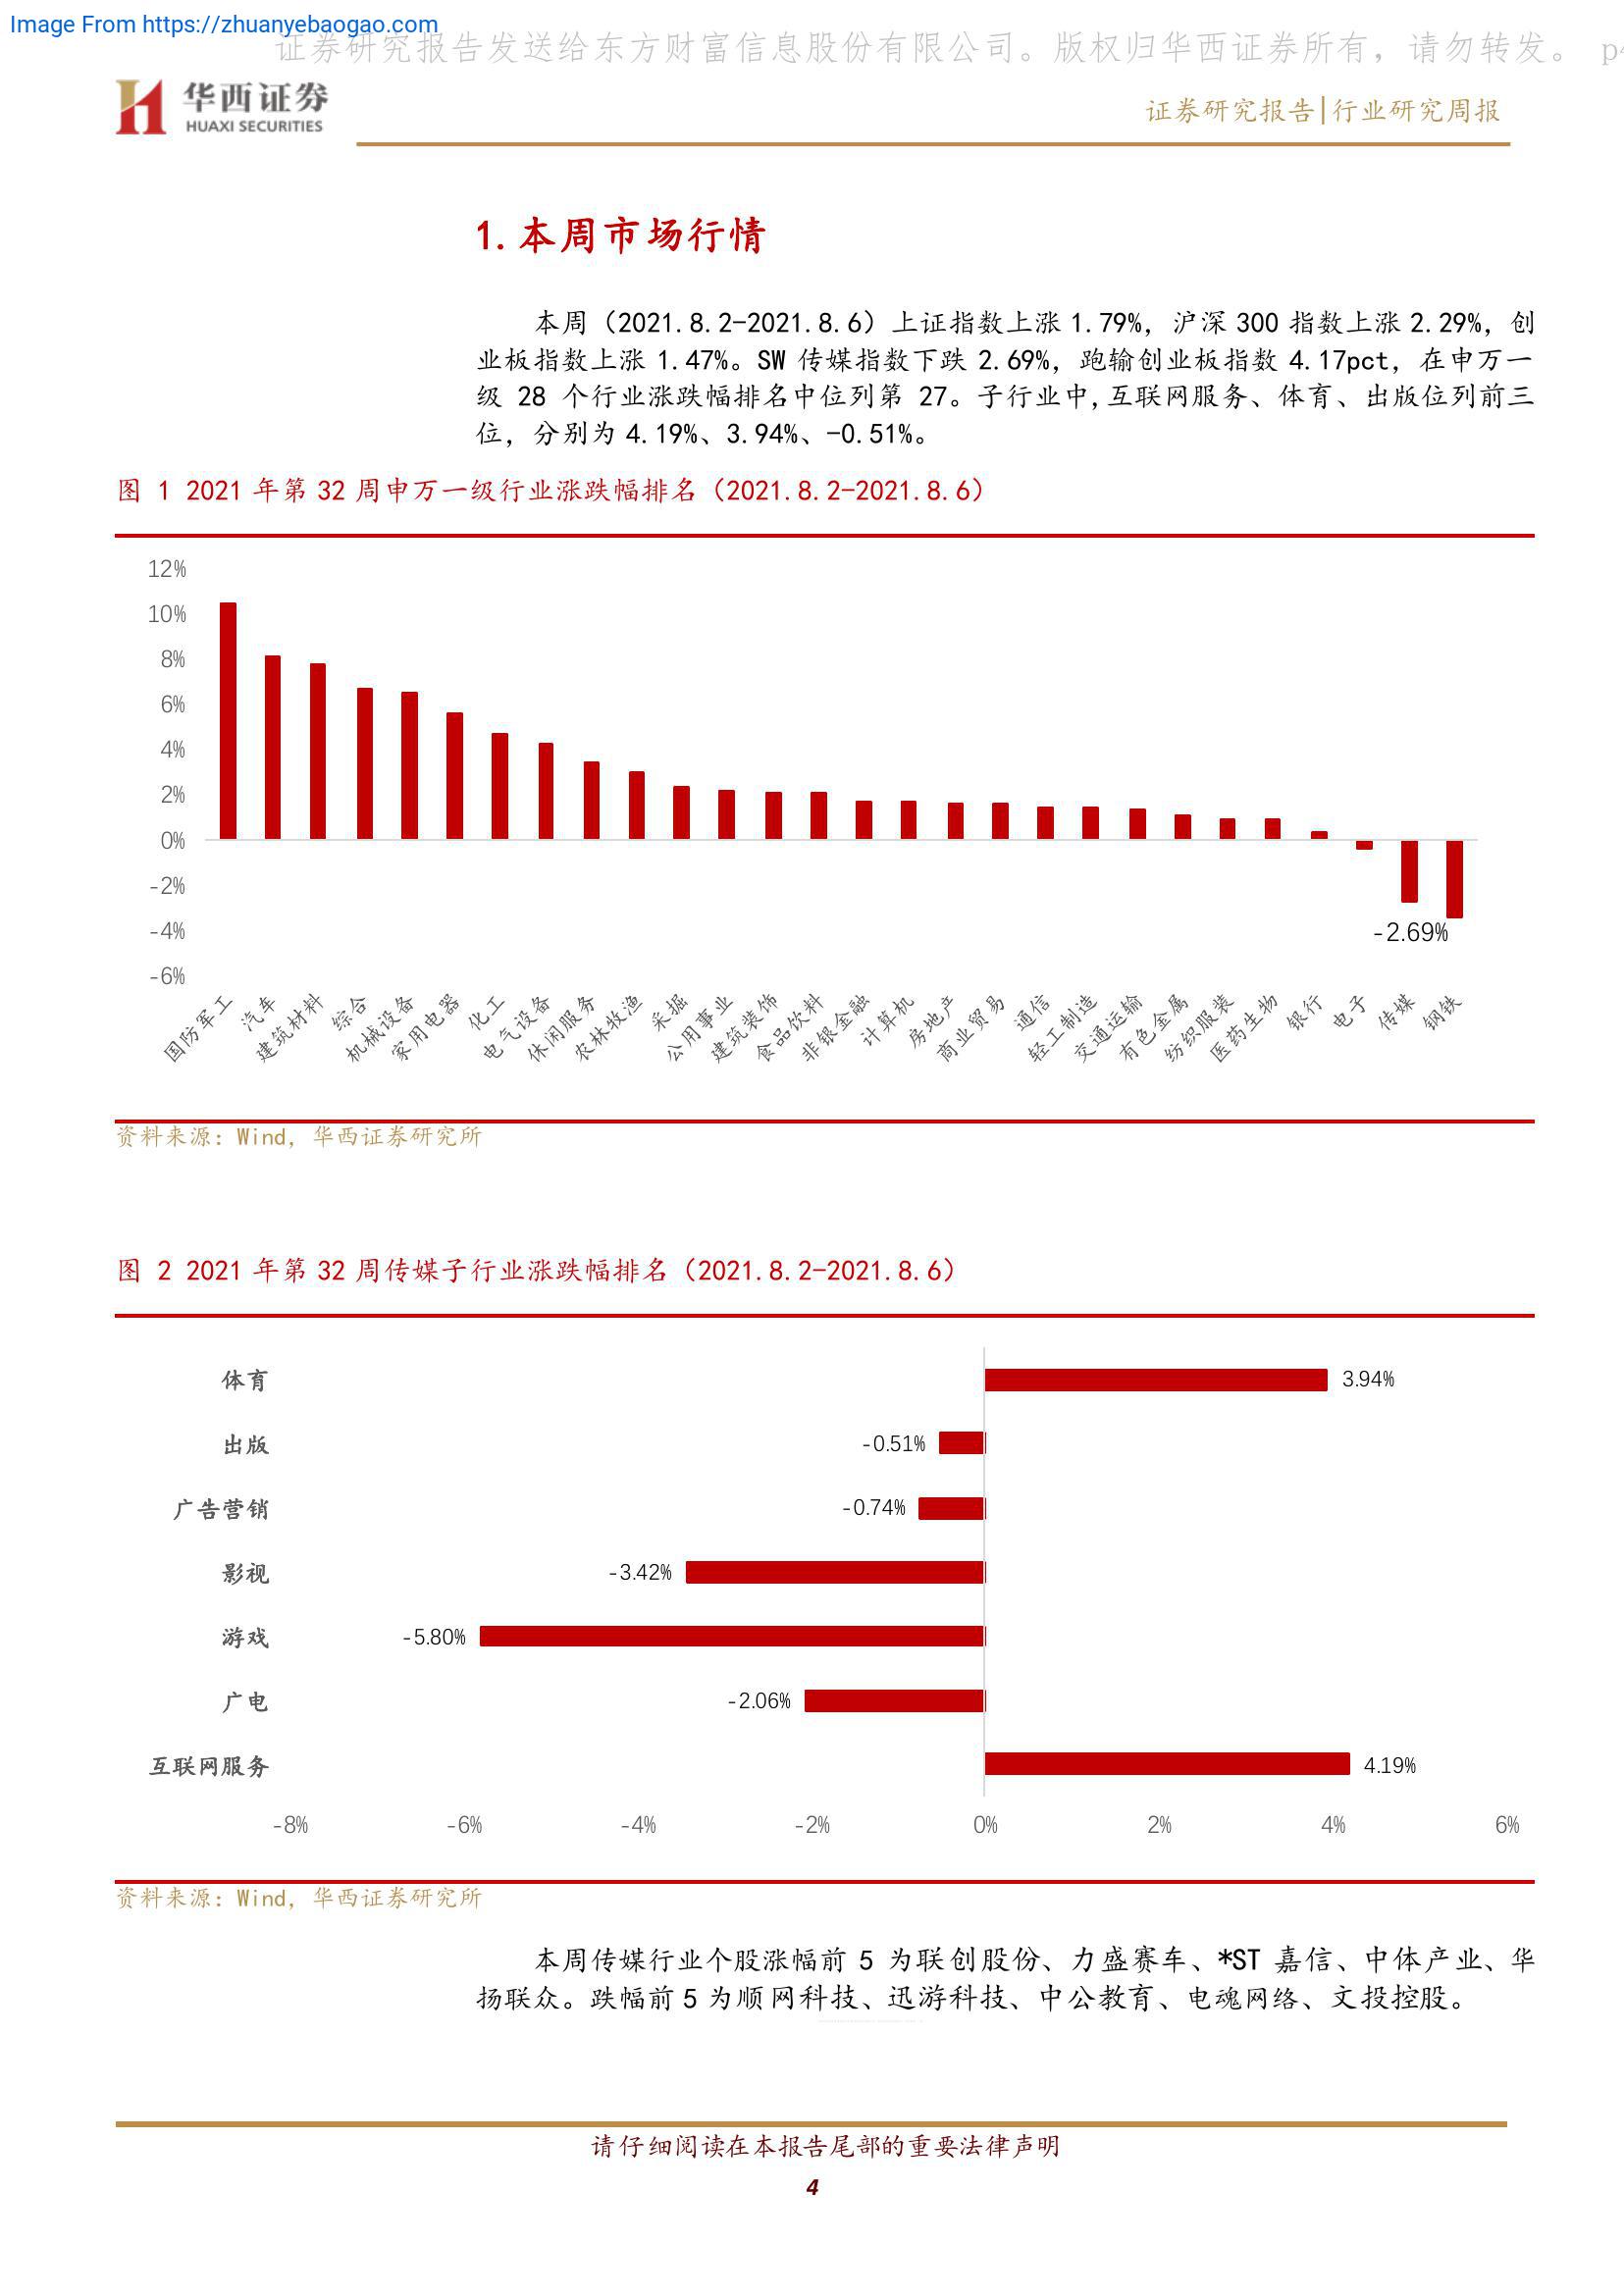 Image From https://zhuanyebaogao.com
证券研究报告发送给东方财富信息股份有限公司。版权归华西证券所有，请勿转发。 p4
华西证券
HUAXI SECURITIES
证券研究报告|行业研究周报
1.本周市场行情
本周（2021.8.2-2021.8.6）上证指数上涨 1.79%，沪深 300 指数上涨 2.29%，创
业板指数上涨 1.47%。SW 传媒指数下跌 2.69%，跑输创业板指数 4.17pct，在申万一
级 28 个行业涨跌幅排名中位列第 27。子行业中,互联网服务、体育、出版位列前三
位，分别为 4.19%、3.94%、-0.51%。
图 1 2021 年第 32 周申万一级行业涨跌幅排名（2021.8.2-2021.8.6）
12%
10%
8%
6%
4%
2%
0%
-2%
-4%
-6%
-2.69%
国防军工
汽车
建筑材料
综合
机械设备
家用电器
化工
电气设备
休闲服务
农林牧渔
采掘
公用事业
建筑装饰
食品饮料
非银金融
计算机
房地产
商业贸易
通信
轻工制造
交通运输
有色金属
纺织服装
医药生物
银行
电子
传媒
钢铁
资料来源：Wind，华西证券研究所
图 2 2021 年第 32 周传媒子行业涨跌幅排名（2021.8.2-2021.8.6）
体育 3.94%
出版 -0.51%
广告营销 -0.74%
影视 -3.42%
游戏 -5.80%
广电 -2.06%
互联网服务 4.19%
-8% -6% -4% -2% 0% 2% 4% 6%
资料来源：Wind，华西证券研究所
本周传媒行业个股涨幅前 5 为联创股份、力盛赛车、*ST 嘉信、中体产业、华
扬联众。跌幅前 5 为顺网科技、迅游科技、中公教育、电魂网络、文投控股。
请仔细阅读在本报告尾部的重要法律声明
4